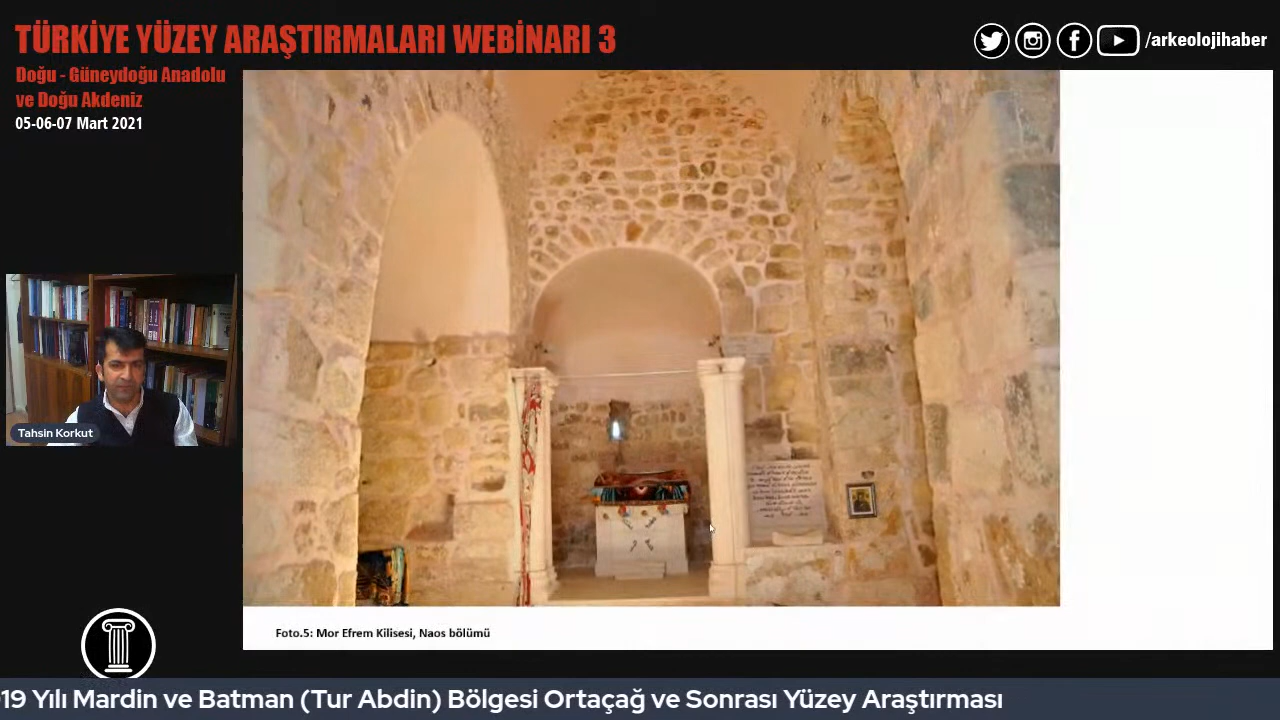 TÜRKİYE YÜZEY ARAŞTIRMALARI WEBİNARI 3
/arkeolojihaber
Doğu - Güneydoğu Anadolu
ve Doğu Akdeniz
05-06-07 Mart 2021
Tahsin Korkut
Foto.5: Mor Efrem Kilisesi, Naos bölümü
19 Yılı Mardin ve Batman (Tur Abdin) Bölgesi Ortaçağ ve Sonrası Yüzey Araştırması